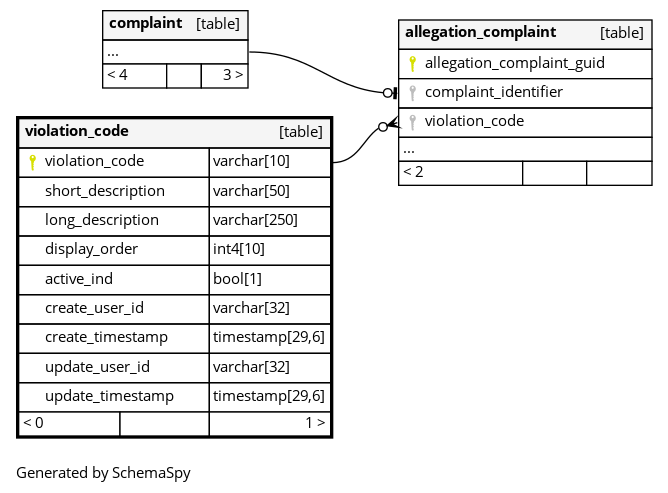 complaint [table]
...
< 4 3 >
allegation_complaint [table]
allegation_complaint_guid
complaint_identifier
violation_code
...
< 2
violation_code [table]
violation_code varchar[10]
short_description varchar[50]
long_description varchar[250]
display_order int4[10]
active_ind bool[1]
create_user_id varchar[32]
create_timestamp timestamp[29,6]
update_user_id varchar[32]
update_timestamp timestamp[29,6]
< 0 1 >
Generated by SchemaSpy